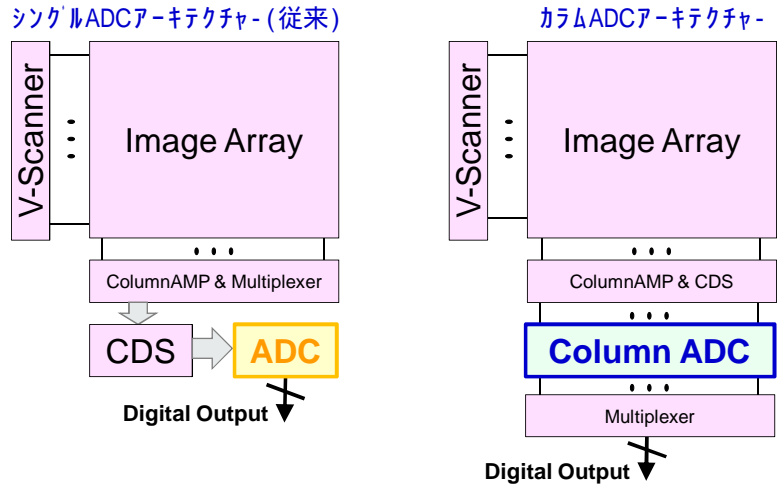 シングルADCアーキテクチャ-(従来)
V-Scanner
Image Array
ColumnAMP & Multiplexer
CDS
ADC
Digital Output
カラムADCアーキテクチャ-
V-Scanner
Image Array
ColumnAMP & CDS
Column ADC
Multiplexer
Digital Output